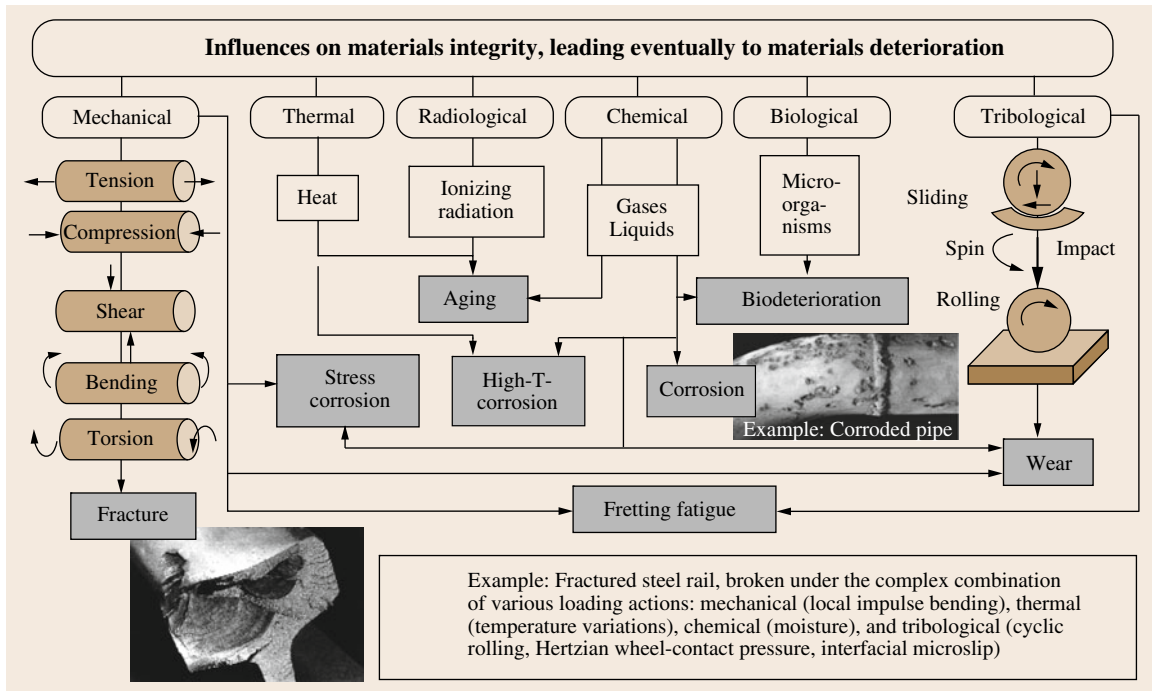 Influences on materials integrity, leading eventually to materials deterioration
Mechanical
Thermal
Radiological
Chemical
Biological
Tribological
Tension
Compression
Shear
Bending
Torsion
Fracture
Heat
Ionizing
radiation
Gases
Liquids
Micro-
orga-
nisms
Sliding
Spin
Impact
Rolling
Aging
Biodeterioration
Stress
corrosion
High-T-
corrosion
Corrosion
Example: Corroded pipe
Wear
Fretting fatigue
Example: Fractured steel rail, broken under the complex combination
of various loading actions: mechanical (local impulse bending), thermal
(temperature variations), chemical (moisture), and tribological (cyclic
rolling, Hertzian wheel-contact pressure, interfacial microslip)